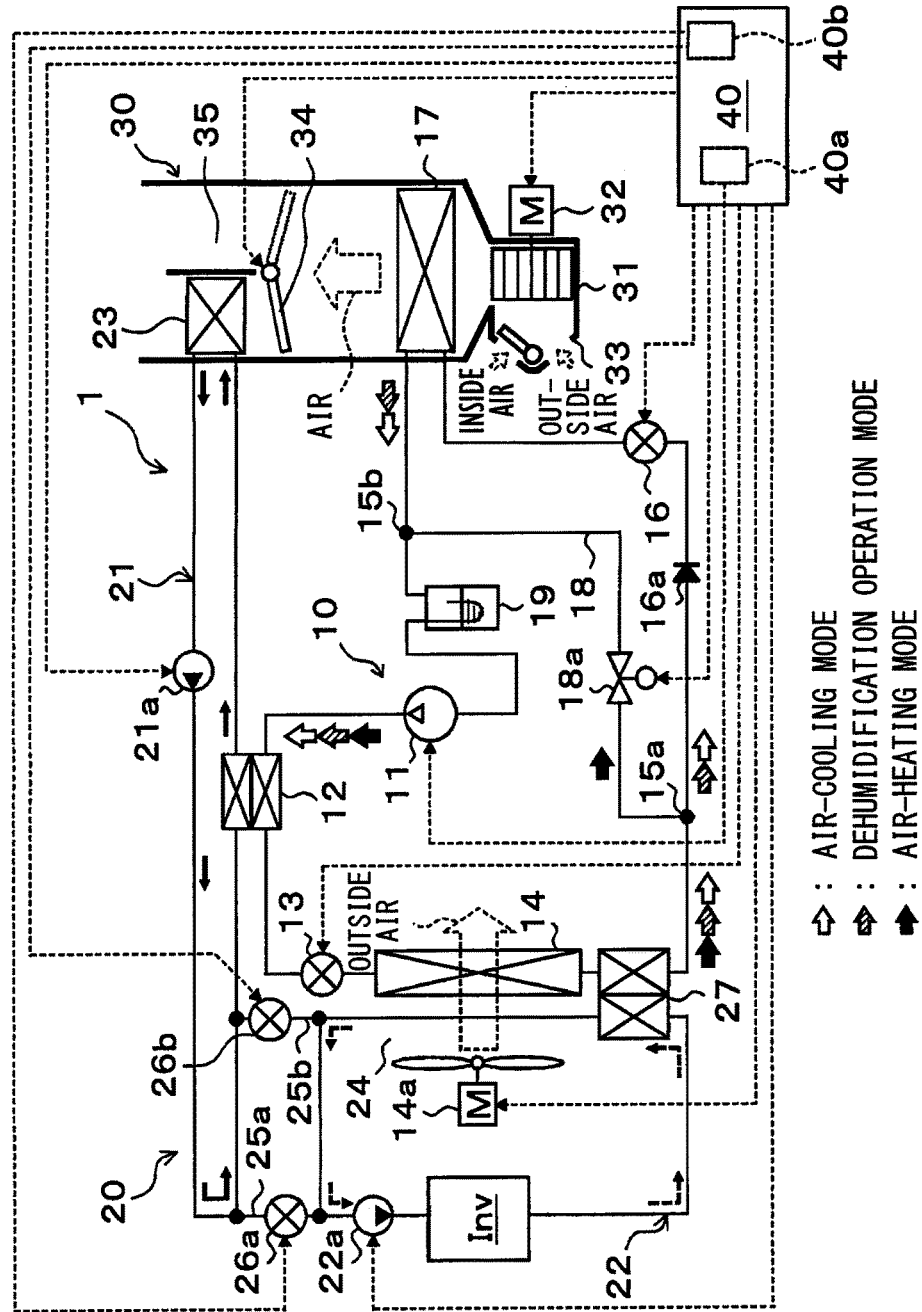 1
10
20
30
35
34
17
23
AIR
M
32
31
INSIDE
AIR
OUT-
SIDE
AIR
33
40b
40
40a
21
21a
15b
19
18
18a
16
16a
15a
11
12
13
OUTSIDE
AIR
14
24
14a
M
27
26b
25b
25a
26a
22a
Inv
22
: AIR-COOLING MODE
: DEHUMIDIFICATION OPERATION MODE
: AIR-HEATING MODE